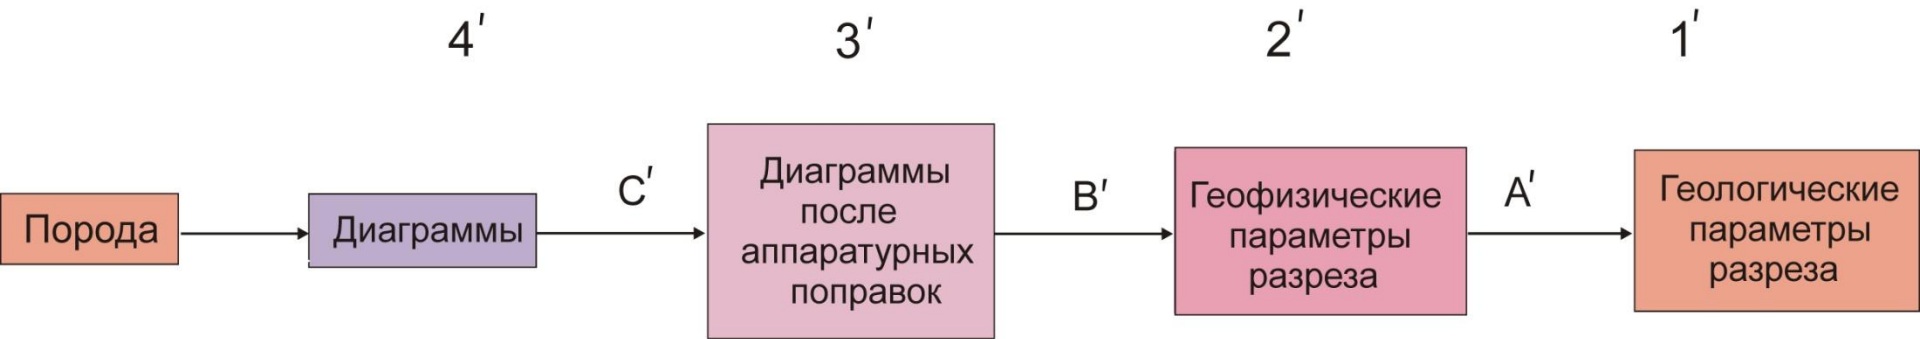 4′
3′
2′
1′
Порода
Диаграммы
C′
Диаграммы
после
аппаратурных
поправок
B′
Геофизические
параметры
разреза
A′
Геологические
параметры
разреза